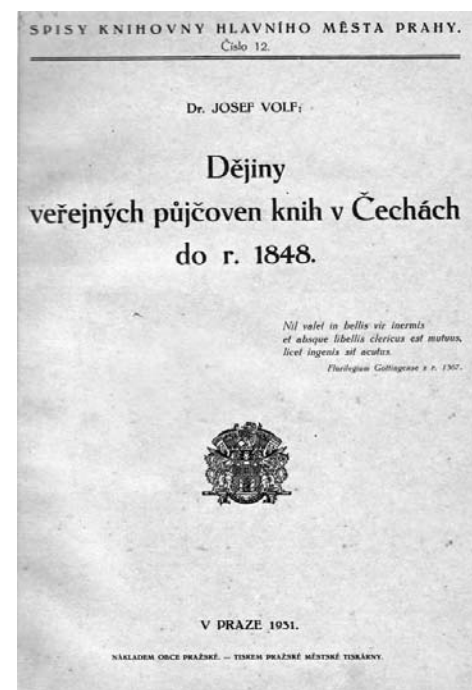 SPISY KNIHOVNY HLAVNÍHO MĚSTA PRAHY.
Číslo 12.
Dr. JOSEF VOLF:
Dějiny
veřejných půjčoven knih v Čechách
do r. 1848.
Nil valet in bellis vir inermis
et absque libellis clericus est mutuus,
licet ingenis sit acutus.
Florilegium Gottingense z r. 1367.
V PRAZE 1931.
NÁKLADEM OBCE PRAŽSKÉ. — TISKEM PRAŽSKÉ MĚSTSKÉ TISKÁRNY.